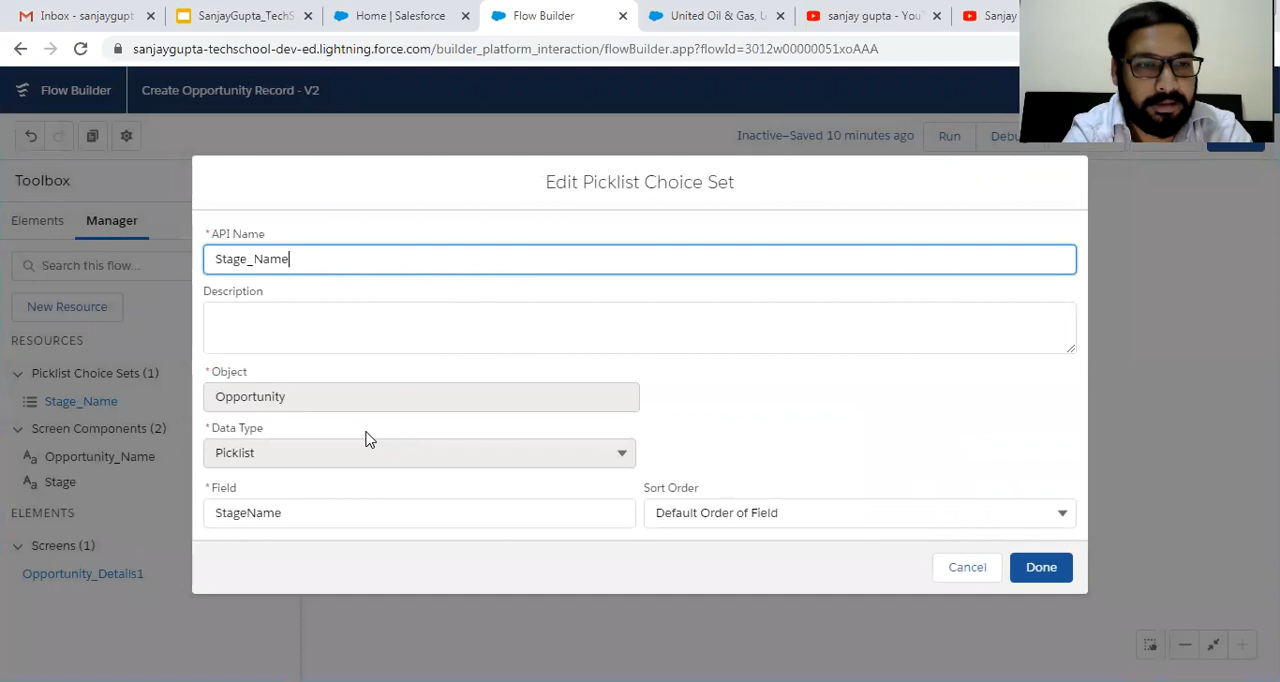 Inbox - sanjaygupt
SanjayGupta_TechS
Home | Salesforce
Flow Builder
United Oil & Gas, U
sanjay gupta - YouT
Sanjay
sanjaygupta-techschool-dev-ed.lightning.force.com/builder_platform_interaction/flowBuilder.app?flowId=3012w00000051xoAAA
Flow Builder
Create Opportunity Record - V2
Inactive—Saved 10 minutes ago
Run
Debu
Toolbox
Elements
Manager
Search this flow...
New Resource
RESOURCES
Picklist Choice Sets (1)
Stage_Name
Screen Components (2)
Opportunity_Name
Stage
ELEMENTS
Screens (1)
Opportunity_Details1
Edit Picklist Choice Set
* API Name
Stage_Name
Description
* Object
Opportunity
* Data Type
Picklist
* Field
StageName
Sort Order
Default Order of Field
Cancel
Done